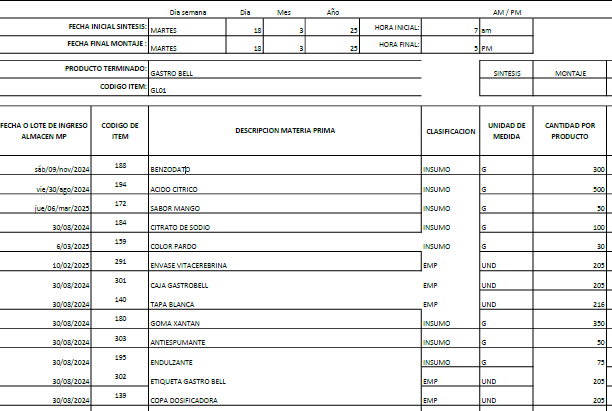 Dia semana Dia Mes Año AM / PM
FECHA INICIAL SINTESIS: MARTES 18 3 25 HORA INICIAL: 7 am
FECHA FINAL MONTAJE : MARTES 18 3 25 HORA FINAL: 5 PM
PRODUCTO TERMINADO: GASTRO BELL SINTESIS MONTAJE
CODIGO ITEM: GL01
FECHA O LOTE DE INGRESO ALMACEN MP CODIGO DE ITEM DESCRIPCION MATERIA PRIMA CLASIFICACION UNIDAD DE MEDIDA CANTIDAD POR PRODUCTO
sáb/09/nov/2024 188 BENZODATO INSUMO G 300
vie/30/ago/2024 194 ACIDO CITRICO INSUMO G 500
jue/06/mar/2025 172 SABOR MANGO INSUMO G 50
30/08/2024 184 CITRATO DE SODIO INSUMO G 100
6/03/2025 159 COLOR PARDO INSUMO G 30
10/02/2025 291 ENVASE VITACEREBRINA EMP UND 205
30/08/2024 301 CAJA GASTROBELL EMP UND 205
30/08/2024 140 TAPA BLANCA EMP UND 216
30/08/2024 180 GOMA XANTAN INSUMO G 350
30/08/2024 303 ANTIESPUMANTE INSUMO G 50
30/08/2024 195 ENDULZANTE INSUMO G 75
30/08/2024 302 ETIQUETA GASTRO BELL EMP UND 205
30/08/2024 139 COPA DOSIFICADORA EMP UND 205